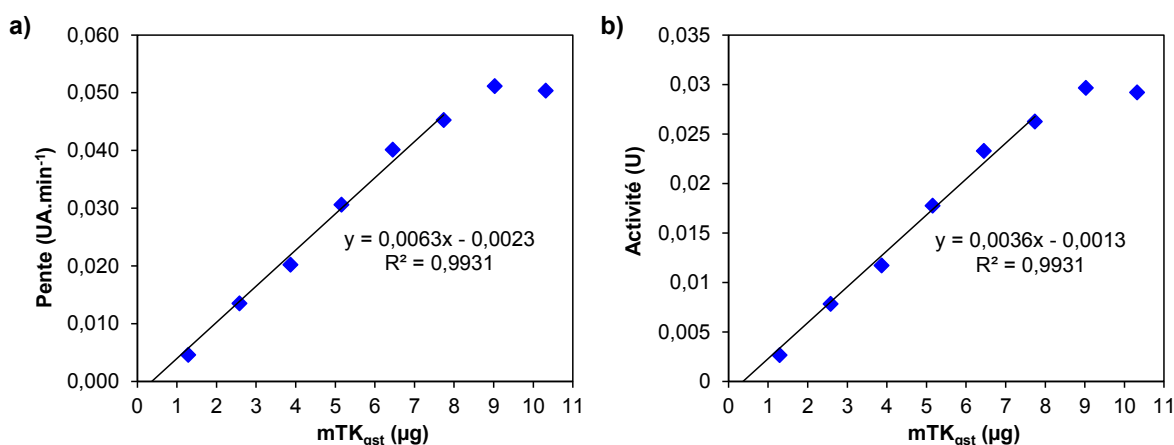 a)
Pente (UA.min⁻¹)
0,060
0,050
0,040
0,030
0,020
0,010
0,000
y = 0,0063x - 0,0023
R² = 0,9931
0 1 2 3 4 5 6 7 8 9 10 11
mTKgst (µg)
b)
Activité (U)
0,035
0,03
0,025
0,02
0,015
0,01
0,005
0
y = 0,0036x - 0,0013
R² = 0,9931
0 1 2 3 4 5 6 7 8 9 10 11
mTKgst (µg)